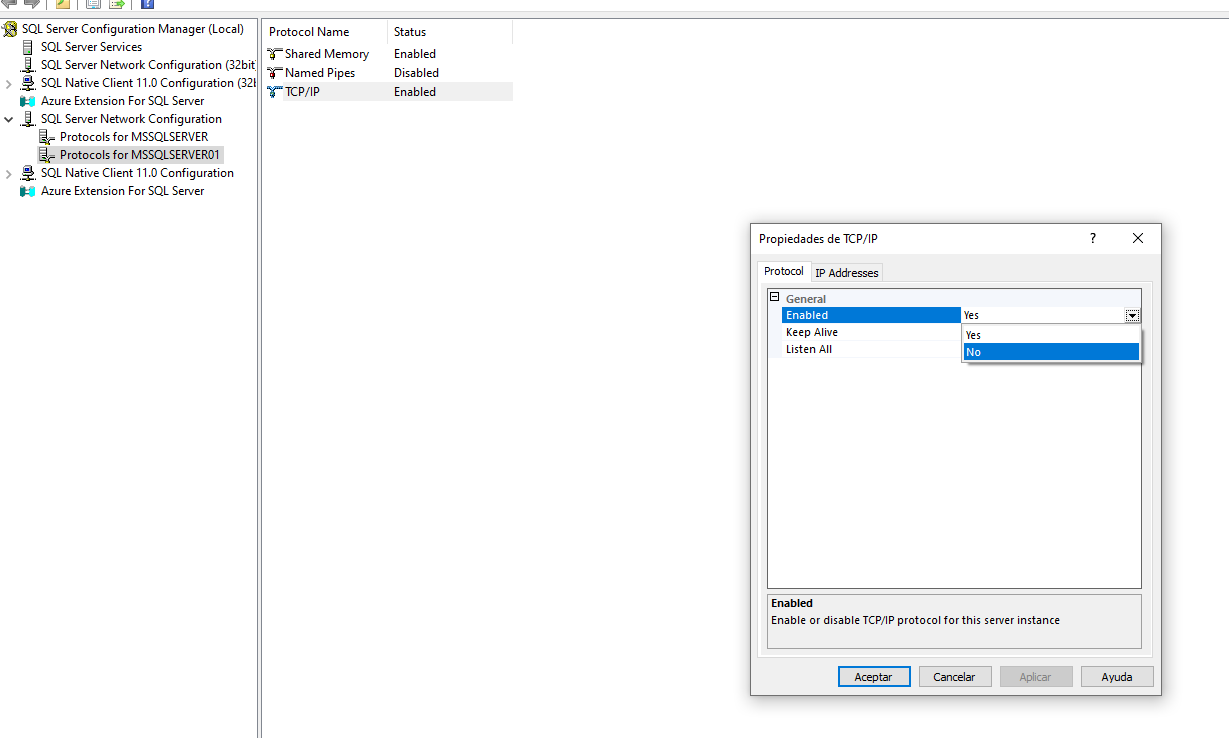 SQL Server Configuration Manager (Local)
SQL Server Services
SQL Server Network Configuration (32bit
SQL Native Client 11.0 Configuration (32b
Azure Extension For SQL Server
SQL Server Network Configuration
Protocols for MSSQLSERVER
Protocols for MSSQLSERVER01
SQL Native Client 11.0 Configuration
Azure Extension For SQL Server
Protocol Name Status
Shared Memory Enabled
Named Pipes Disabled
TCP/IP Enabled
Propiedades de TCP/IP
?
Protocol IP Addresses
General
Enabled Yes
Keep Alive
Listen All
Yes
No
Enabled
Enable or disable TCP/IP protocol for this server instance
Aceptar Cancelar Aplicar Ayuda